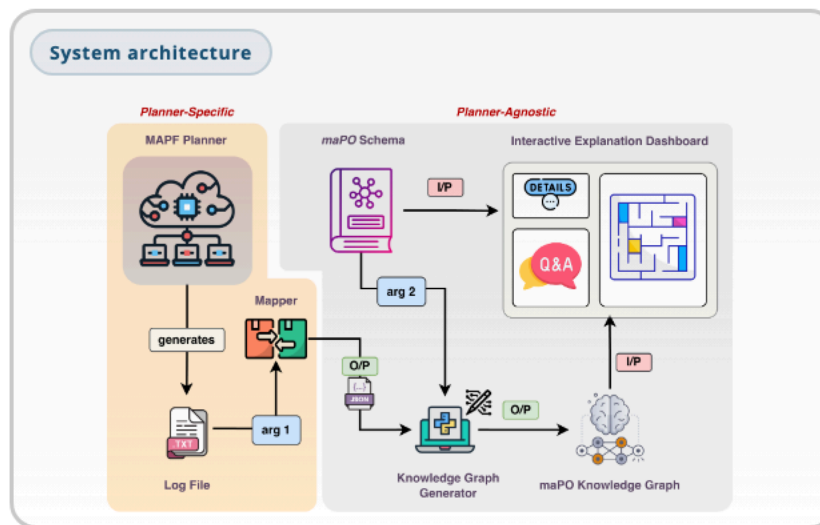 System architecture
Planner-Specific
Planner-Agnostic
MAPF Planner
maPO Schema
Interactive Explanation Dashboard
I/P
DETAILS
Q&A
arg 2
Mapper
generates
O/P
{...}
JSON
I/P
O/P
.TXT
arg 1
Log File
Knowledge Graph
Generator
maPO Knowledge Graph